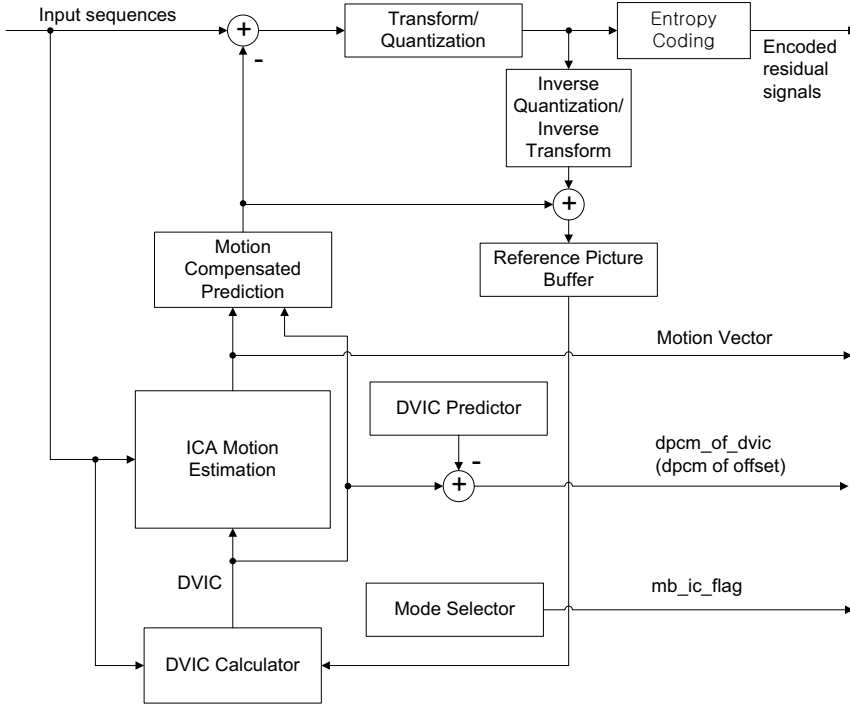 Input sequences
+
-
Transform/
Quantization
Entropy
Coding
Encoded
residual
signals
Inverse
Quantization/
Inverse
Transform
+
Motion
Compensated
Prediction
Reference Picture
Buffer
Motion Vector
DVIC Predictor
ICA Motion
Estimation
-
+
dpcm_of_dvic
(dpcm of offset)
DVIC
Mode Selector
mb_ic_flag
DVIC Calculator